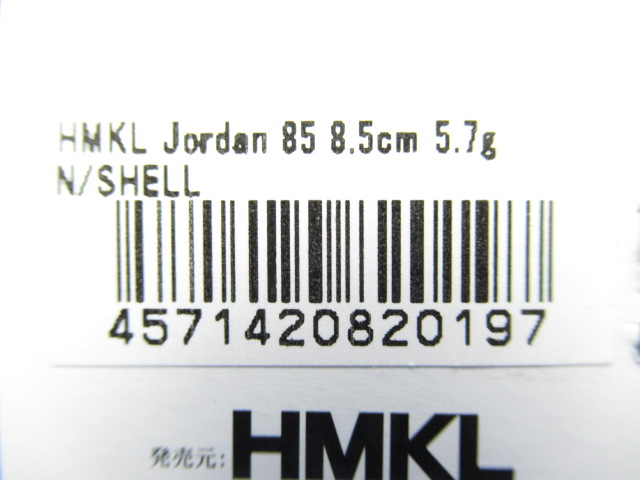 HMKL Jordan 85 8.5cm 5.7g
N/SHELL
4571420820197
発売元: HMKL